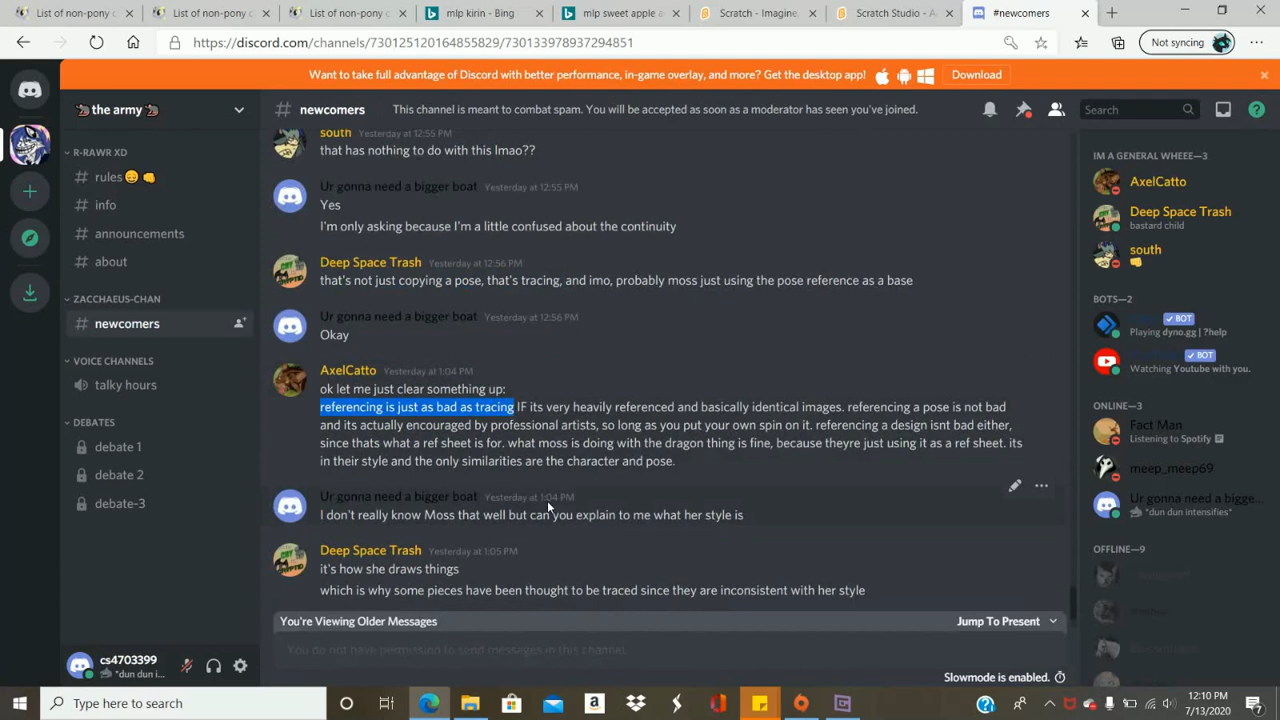 List of non-pony c
List of non-pony c
List of non-pony c
mlp kirin - Bing
mlp sweet apple a
Scratch - Imagine,
Scratch Studio - A
#newcomers
https://discord.com/channels/730125120164855829/730133978937294851
Not syncing
Want to take full advantage of Discord with better performance, in-game overlay, and more? Get the desktop app!
Download
the army
newcomers
This channel is meant to combat spam. You will be accepted as soon as a moderator has seen you've joined.
Search
R-RAWR XD
rules
info
announcements
about
ZACCHAEUS-CHAN
newcomers
VOICE CHANNELS
talky hours
DEBATES
debate 1
debate 2
debate-3
cs4703399
*dun dun i...
south Yesterday at 12:55 PM
that has nothing to do with this lmao??
Ur gonna need a bigger boat Yesterday at 12:55 PM
Yes
I'm only asking because I'm a little confused about the continuity
Deep Space Trash Yesterday at 12:56 PM
that's not just copying a pose, that's tracing, and imo, probably moss just using the pose reference as a base
Ur gonna need a bigger boat Yesterday at 12:56 PM
Okay
AxelCatto Yesterday at 1:04 PM
ok let me just clear something up:
referencing is just as bad as tracing IF its very heavily referenced and basically identical images. referencing a pose is not bad
and its actually encouraged by professional artists, so long as you put your own spin on it. referencing a design isnt bad either,
since thats what a ref sheet is for. what moss is doing with the dragon thing is fine, because theyre just using it as a ref sheet. its
in their style and the only similarities are the character and pose.
Ur gonna need a bigger boat Yesterday at 1:04 PM
I don't really know Moss that well but can you explain to me what her style is
Deep Space Trash Yesterday at 1:05 PM
it's how she draws things
which is why some pieces have been thought to be traced since they are inconsistent with her style
You're Viewing Older Messages
Jump To Present
You do not have permission to send messages in this channel.
Slowmode is enabled.
IM A GENERAL WHEEE—3
AxelCatto
Deep Space Trash
bastard child
south
BOTS—2
BOT
Playing dyno.gg | ?help
BOT
Watching Youtube with you.
ONLINE—3
Fact Man
Listening to Spotify
meep_meep69
Ur gonna need a bigge...
*dun dun intensifies*
OFFLINE—9
Type here to search
12:10 PM
7/13/2020
7